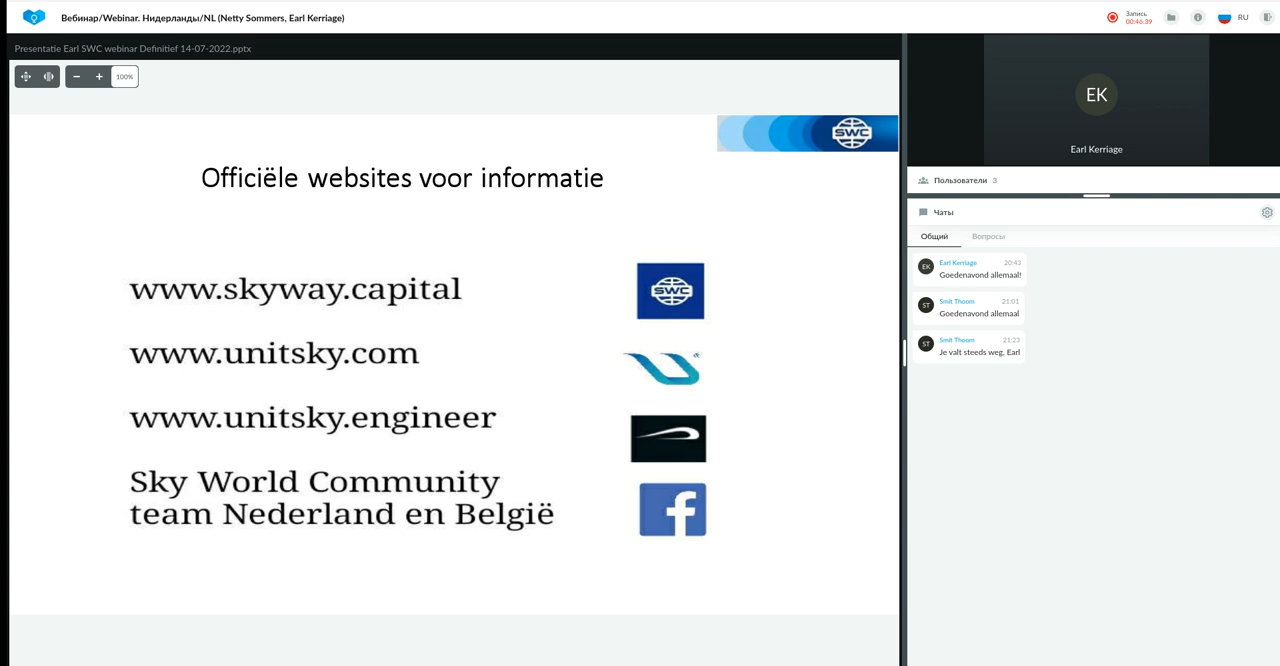 Вебинар/Webinar. Нидерланды/NL (Netty Sommers, Earl Kerriage)
Запись
00:46:39
RU
Presentatie Earl SWC webinar Definitief 14-07-2022.pptx
100%
SWC
Officiële websites voor informatie
www.skyway.capital
SWC
www.unitsky.com
www.unitsky.engineer
Sky World Community
team Nederland en België
f
EK
Earl Kerriage
Пользователи 3
Чаты
Общий Вопросы
EK Earl Kerriage 20:43
Goedenavond allemaal!
ST Smit Thoom 21:01
Goedenavond allemaal
ST Smit Thoom 21:23
Je valt steeds weg, Earl